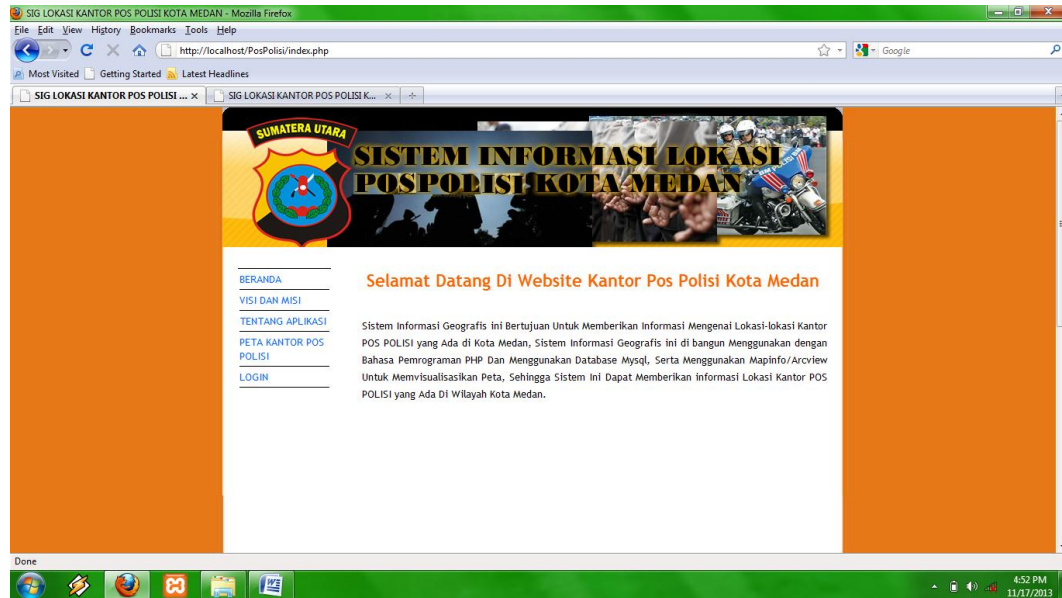 SIG LOKASI KANTOR POS POLISI KOTA MEDAN - Mozilla Firefox
File Edit View History Bookmarks Tools Help
http://localhost/PosPolisi/index.php
Google
Most Visited Getting Started Latest Headlines
SIG LOKASI KANTOR POS POLISI ...
SIG LOKASI KANTOR POS POLISI K...
SUMATERA UTARA
SISTEM INFORMASI LOKASI
POSPOLISI KOTA MEDAN
BERANDA
VISI DAN MISI
TENTANG APLIKASI
PETA KANTOR POS
POLISI
LOGIN
Selamat Datang Di Website Kantor Pos Polisi Kota Medan
Sistem Informasi Geografis ini Bertujuan Untuk Memberikan Informasi Mengenai Lokasi-lokasi Kantor
POS POLISI yang Ada di Kota Medan, Sistem Informasi Geografis ini di bangun Menggunakan dengan
Bahasa Pemrograman PHP Dan Menggunakan Database Mysql, Serta Menggunakan Mapinfo/Arcview
Untuk Memvisualisasikan Peta, Sehingga Sistem Ini Dapat Memberikan informasi Lokasi Kantor POS
POLISI yang Ada Di Wilayah Kota Medan.
Done
4:52 PM
11/17/2013